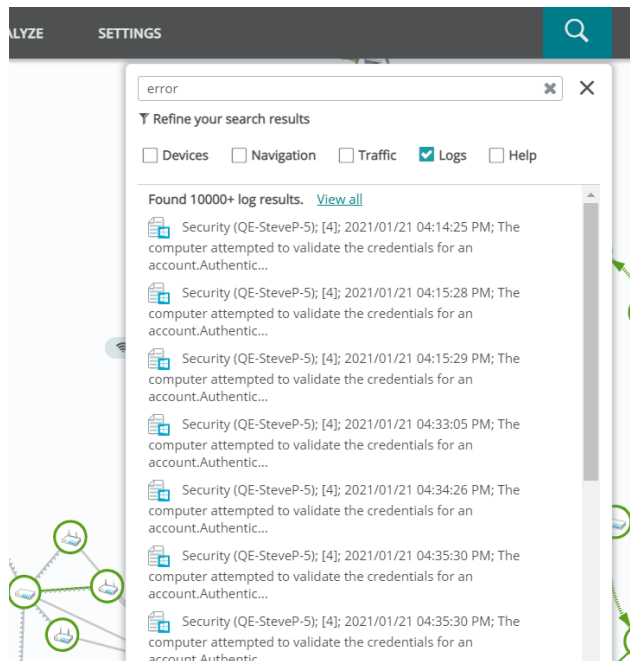 ALYZE SETTINGS
error
Refine your search results
Devices Navigation Traffic Logs Help
Found 10000+ log results. View all
Security (QE-SteveP-5); [4]; 2021/01/21 04:14:25 PM; The
computer attempted to validate the credentials for an
account.Authentic...
Security (QE-SteveP-5); [4]; 2021/01/21 04:15:28 PM; The
computer attempted to validate the credentials for an
account.Authentic...
Security (QE-SteveP-5); [4]; 2021/01/21 04:15:29 PM; The
computer attempted to validate the credentials for an
account.Authentic...
Security (QE-SteveP-5); [4]; 2021/01/21 04:33:05 PM; The
computer attempted to validate the credentials for an
account.Authentic...
Security (QE-SteveP-5); [4]; 2021/01/21 04:34:26 PM; The
computer attempted to validate the credentials for an
account.Authentic...
Security (QE-SteveP-5); [4]; 2021/01/21 04:35:30 PM; The
computer attempted to validate the credentials for an
account.Authentic...
Security (QE-SteveP-5); [4]; 2021/01/21 04:35:30 PM; The
computer attempted to validate the credentials for an
account.Authentic...